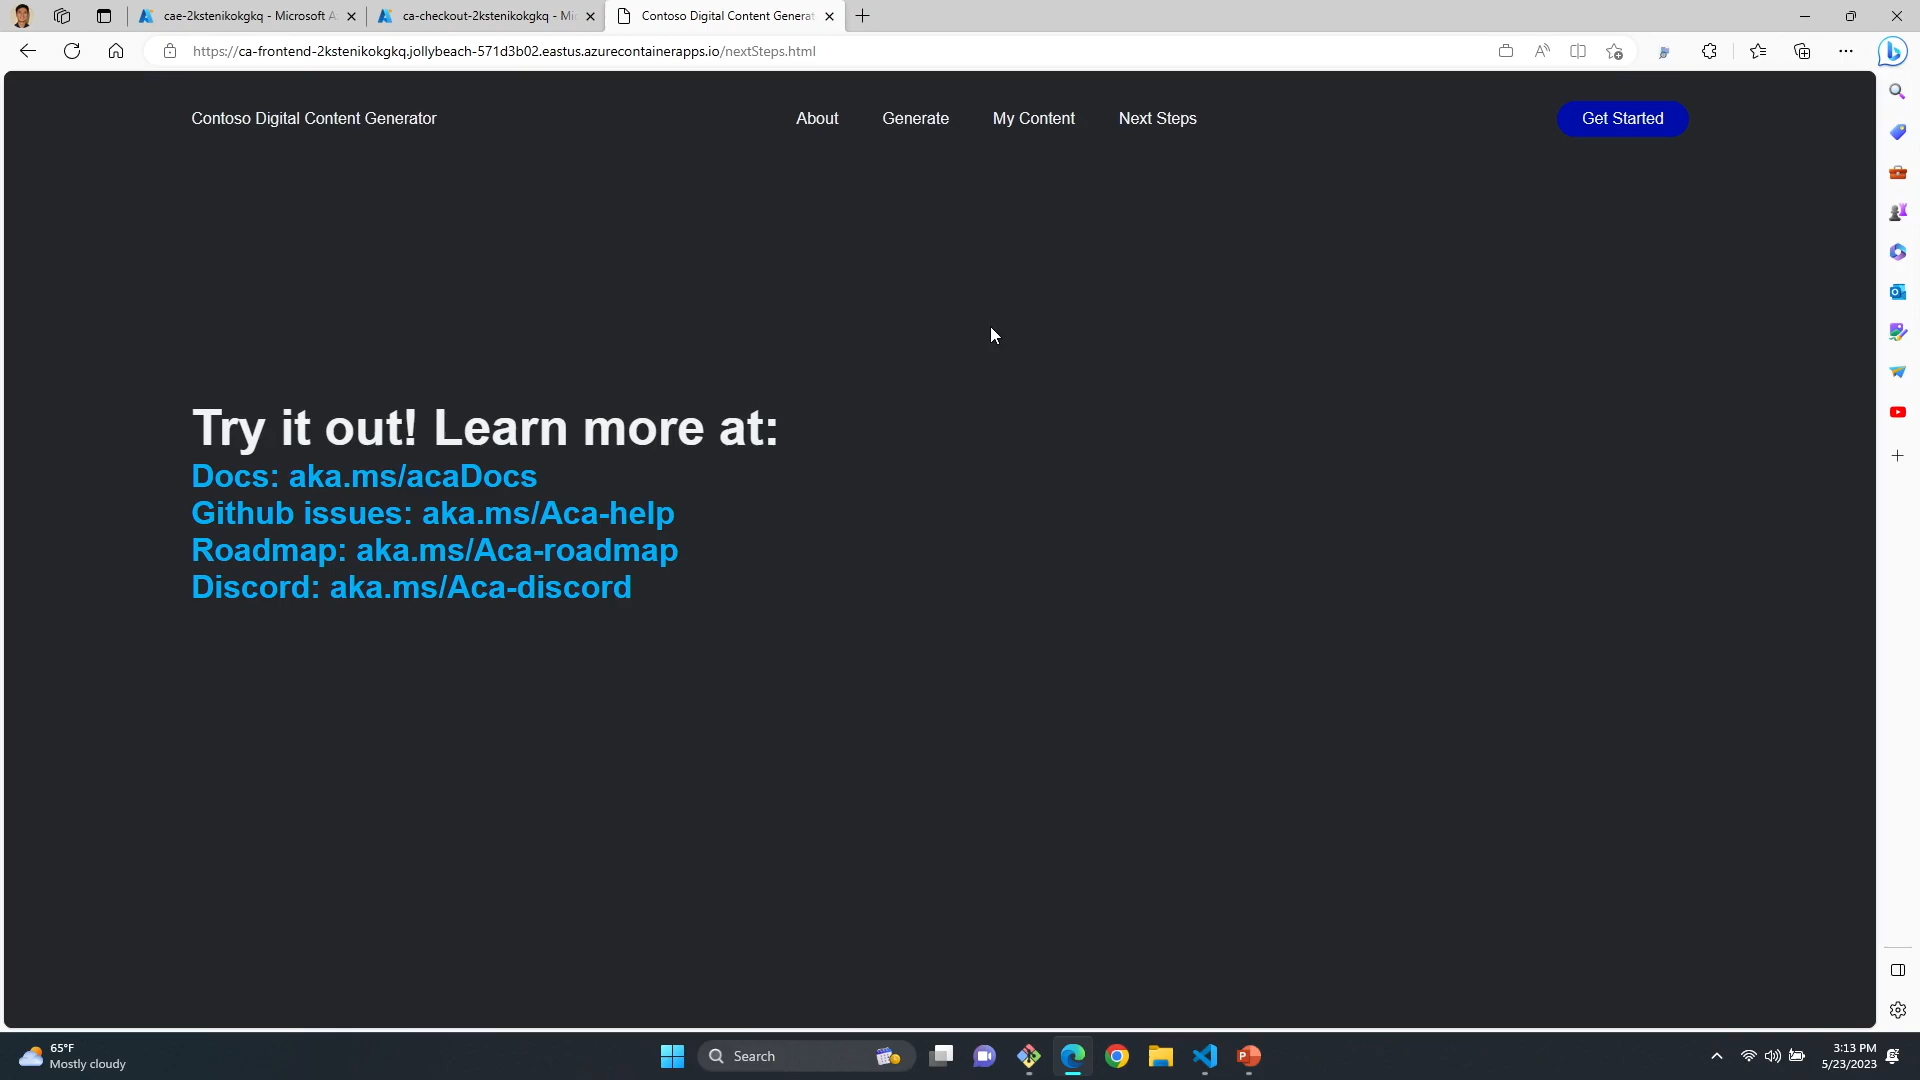 cae-2kstenikokgkq - Microsoft A
ca-checkout-2kstenikokgkq - Mi
Contoso Digital Content Generat
https://ca-frontend-2kstenikokgkq.jollybeach-571d3b02.eastus.azurecontainerapps.io/nextSteps.html
Contoso Digital Content Generator
About
Generate
My Content
Next Steps
Get Started
Try it out! Learn more at:
Docs: aka.ms/acaDocs
Github issues: aka.ms/Aca-help
Roadmap: aka.ms/Aca-roadmap
Discord: aka.ms/Aca-discord
65°F
Mostly cloudy
Search
3:13 PM
5/23/2023